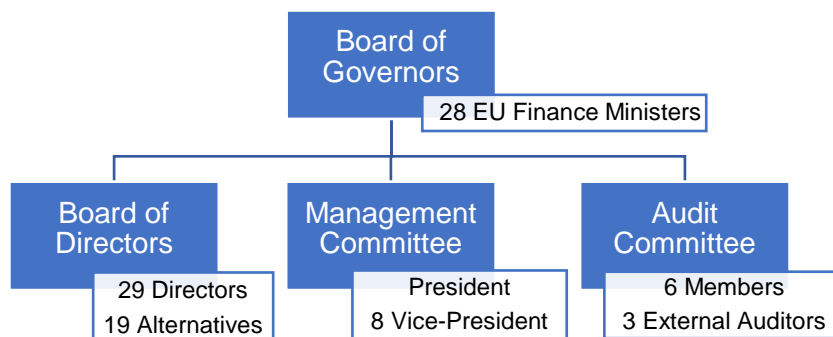 Board of
Governors
28 EU Finance Ministers
Board of
Directors
29 Directors
19 Alternatives
Management
Committee
President
8 Vice-President
Audit
Committee
6 Members
3 External Auditors